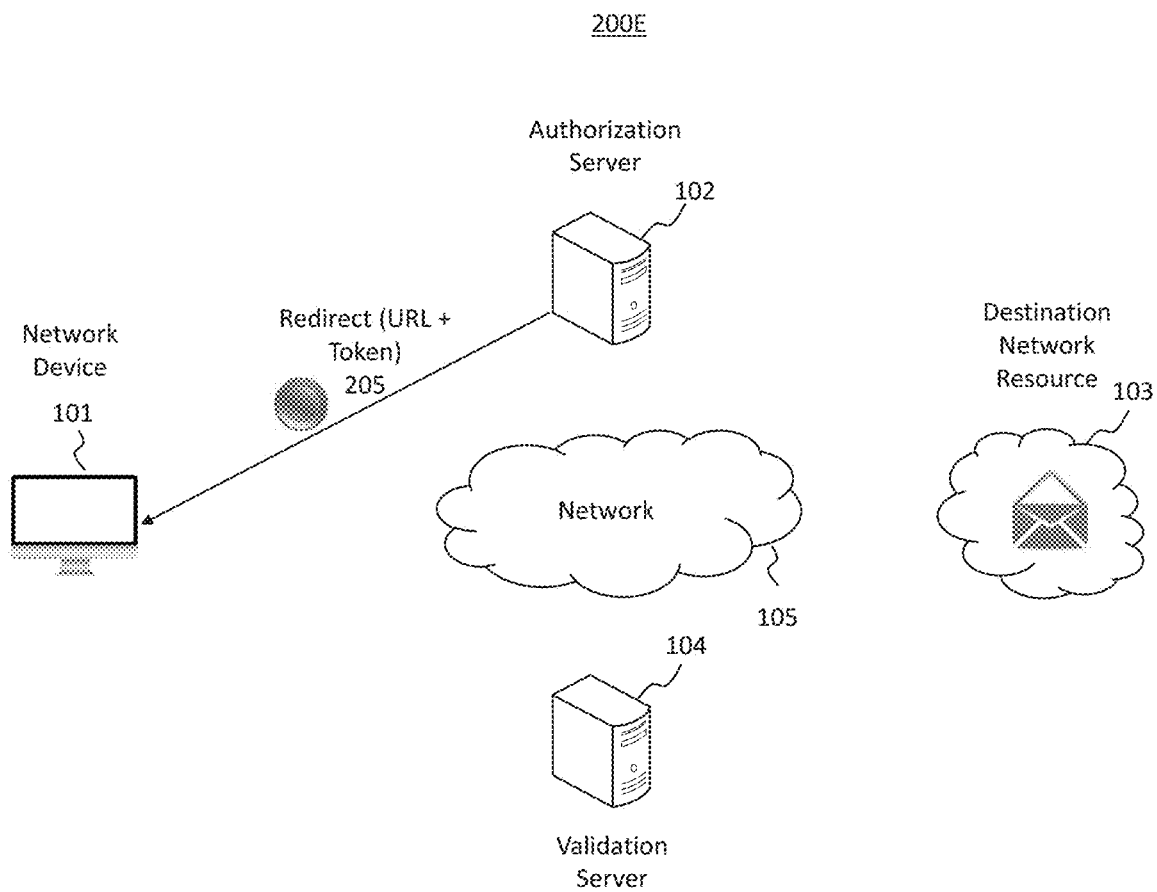 200E
Authorization
Server
102
Redirect (URL +
Token)
205
Network
Device
101
Destination
Network
Resource
103
Network
105
104
Validation
Server